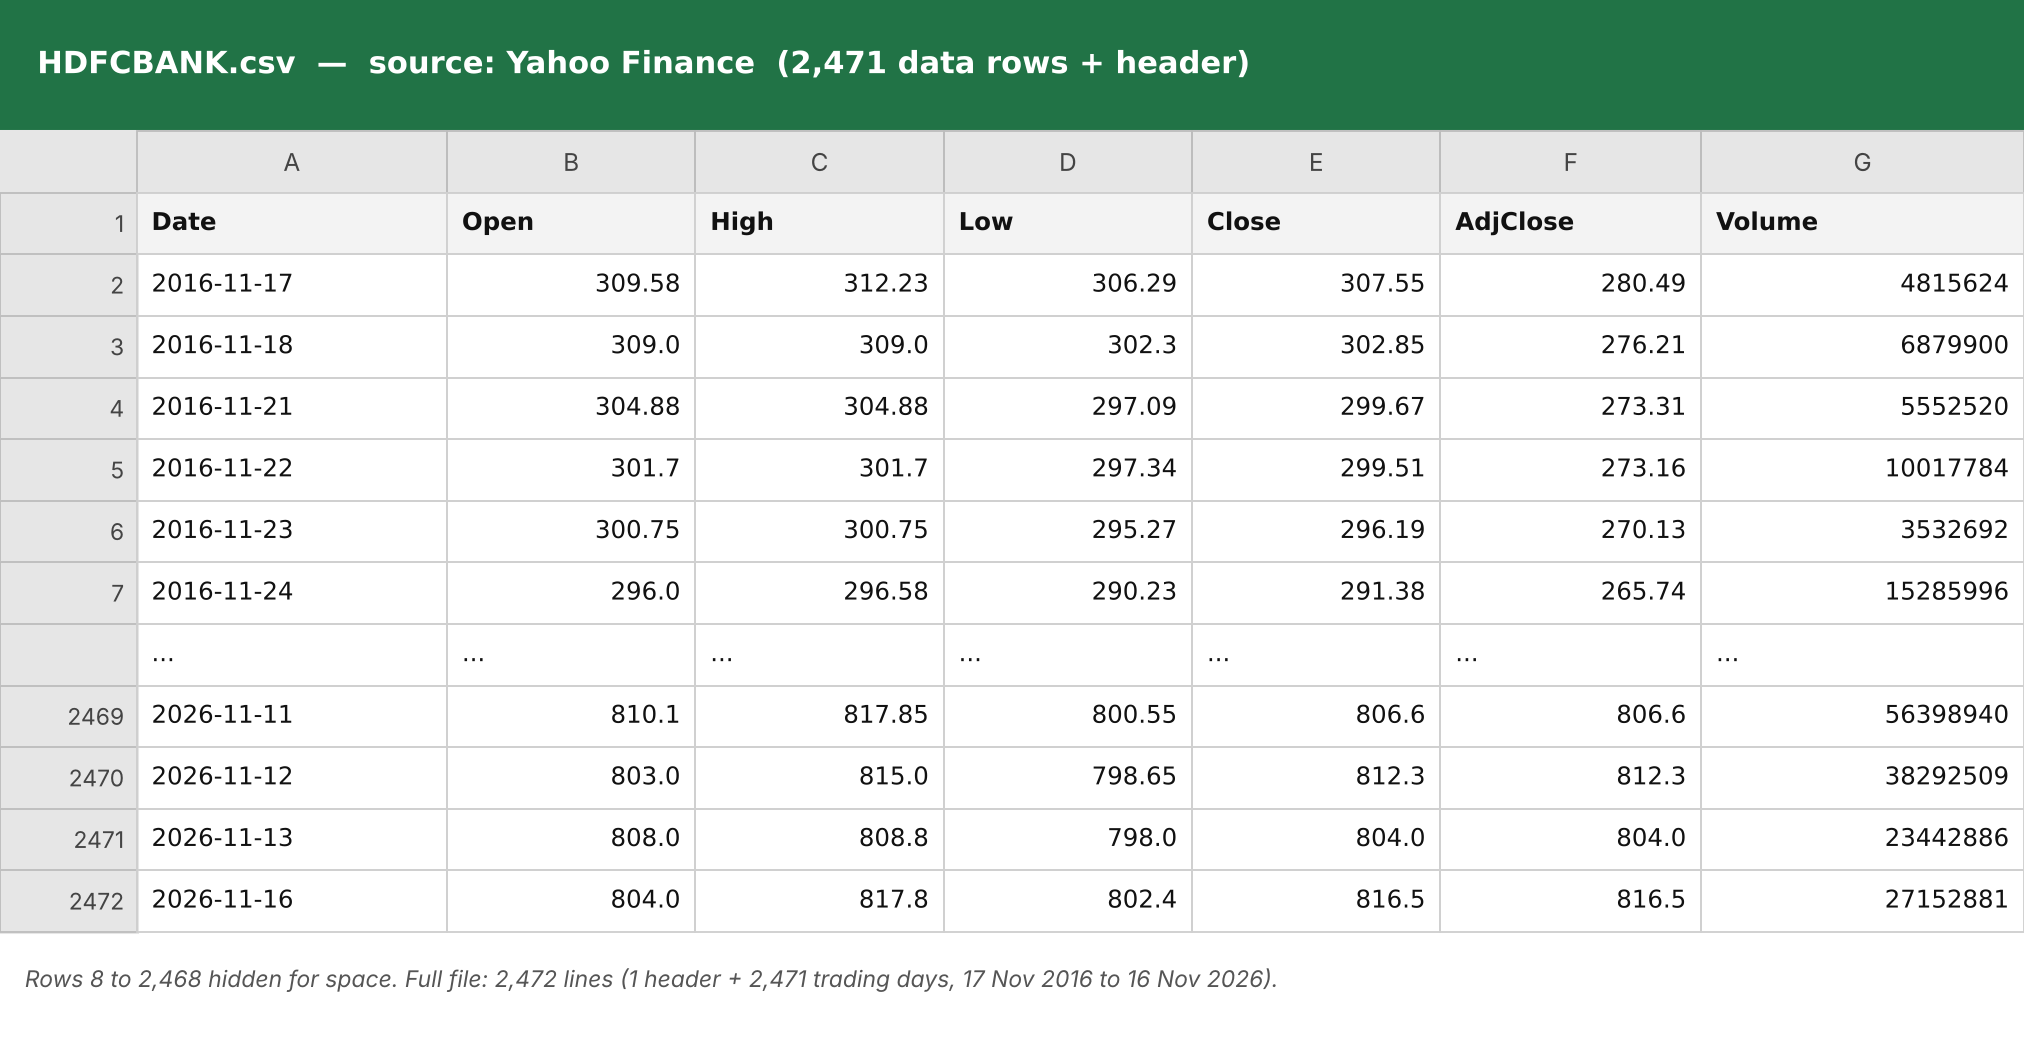 HDFCBANK.csv — source: Yahoo Finance (2,471 data rows + header)
A B C D E F G
1 Date Open High Low Close AdjClose Volume
2 2016-11-17 309.58 312.23 306.29 307.55 280.49 4815624
3 2016-11-18 309.0 309.0 302.3 302.85 276.21 6879900
4 2016-11-21 304.88 304.88 297.09 299.67 273.31 5552520
5 2016-11-22 301.7 301.7 297.34 299.51 273.16 10017784
6 2016-11-23 300.75 300.75 295.27 296.19 270.13 3532692
7 2016-11-24 296.0 296.58 290.23 291.38 265.74 15285996
... ... ... ... ... ... ...
2469 2026-11-11 810.1 817.85 800.55 806.6 806.6 56398940
2470 2026-11-12 803.0 815.0 798.65 812.3 812.3 38292509
2471 2026-11-13 808.0 808.8 798.0 804.0 804.0 23442886
2472 2026-11-16 804.0 817.8 802.4 816.5 816.5 27152881
Rows 8 to 2,468 hidden for space. Full file: 2,472 lines (1 header + 2,471 trading days, 17 Nov 2016 to 16 Nov 2026).